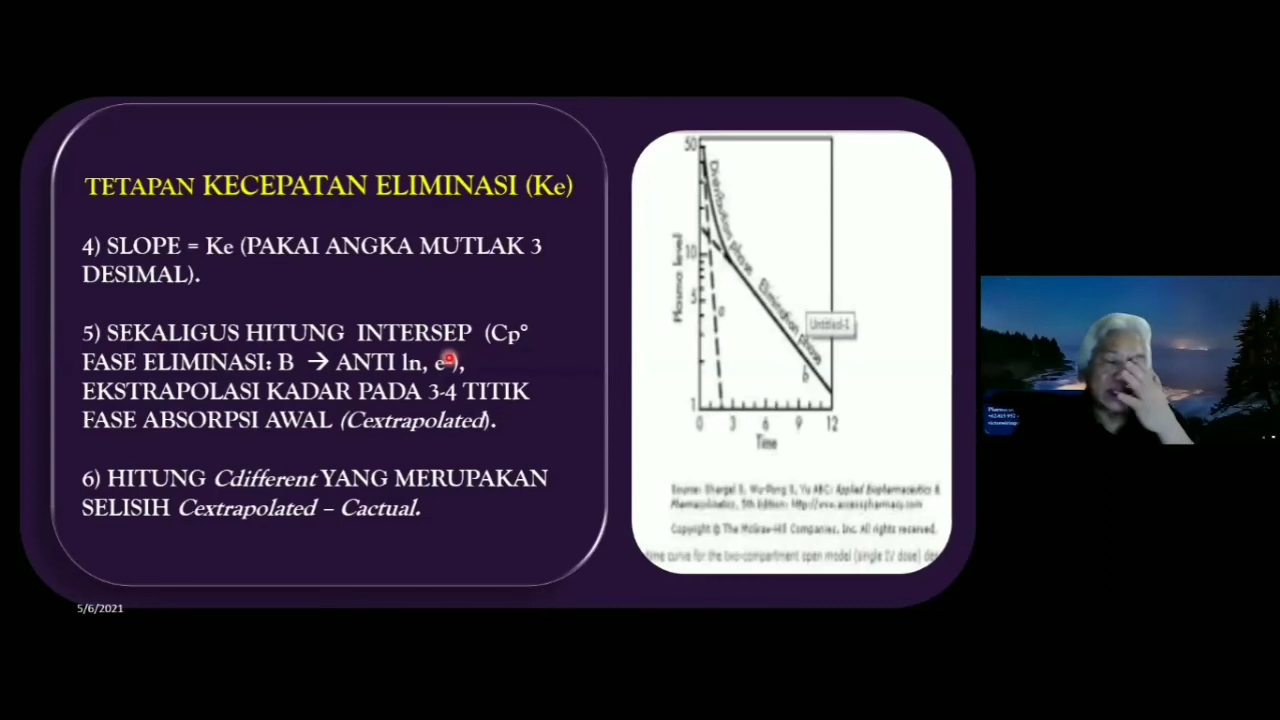 TETAPAN KECEPATAN ELIMINASI (Ke)
4) SLOPE = Ke (PAKAI ANGKA MUTLAK 3
DESIMAL).
5) SEKALIGUS HITUNG INTERSEP (Cp°
FASE ELIMINASI: B → ANTI ln, e ),
EKSTRAPOLASI KADAR PADA 3-4 TITIK
FASE ABSORPSI AWAL (Cextrapolated).
6) HITUNG Cdifferent YANG MERUPAKAN
SELISIH Cextrapolated – Cactual.
5/6/2021
50
10
5
1
Plasma level
Distribution phase
Elimination phase
a
b
Untitled-1
0 3 6 9 12
Time
Source: Shargel S, Wu-Pong S, Yu ABC: Applied Biopharmaceutics &
Pharmacokinetics, 5th Edition: http://www.accesspharmacy.com
Copyright © The McGraw-Hill Companies, Inc. All rights reserved.
time curve for the two-compartment open model (single IV dose)